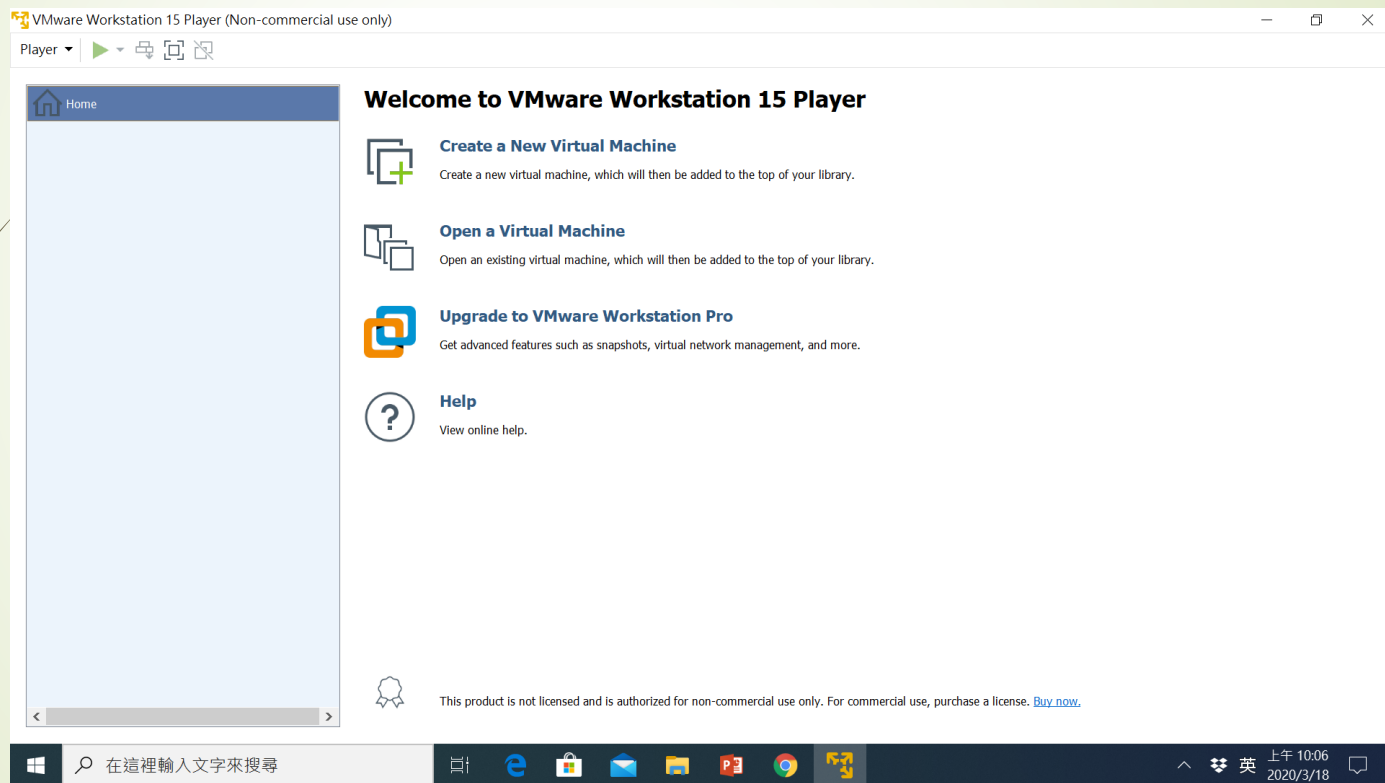 VMware Workstation 15 Player (Non-commercial use only)
Player
Home
Welcome to VMware Workstation 15 Player
Create a New Virtual Machine
Create a new virtual machine, which will then be added to the top of your library.
Open a Virtual Machine
Open an existing virtual machine, which will then be added to the top of your library.
Upgrade to VMware Workstation Pro
Get advanced features such as snapshots, virtual network management, and more.
Help
View online help.
This product is not licensed and is authorized for non-commercial use only. For commercial use, purchase a license. Buy now.
在這裡輸入文字來搜尋
英
上午 10:06
2020/3/18